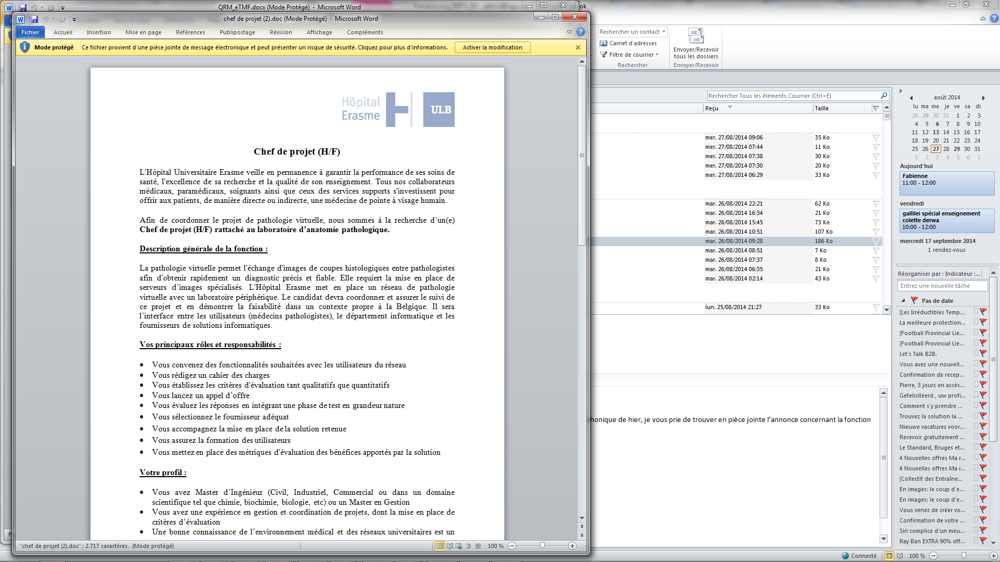 QRM_eTMF.docx (Mode Protégé) - Microsoft Word
ok
chef de projet (2).doc (Mode Protégé) - Microsoft Word
Fichier
Accueil
Insertion
Mise en page
Références
Publipostage
Révision
Affichage
Compléments
Mode protégé
Ce fichier provient d'une pièce jointe de message électronique et peut présenter un risque de sécurité. Cliquez pour plus d'informations.
Activer la modification
Hôpital
Erasme
ULB
Chef de projet (H/F)
L'Hôpital Universitaire Erasme veille en permanence à garantir la performance de ses soins de
santé, l'excellence de sa recherche et la qualité de son enseignement. Tous nos collaborateurs
médicaux, paramédicaux, soignants ainsi que ceux des services supports s'investissent pour
offrir aux patients, de manière directe ou indirecte, une médecine de pointe à visage humain.
Afin de coordonner le projet de pathologie virtuelle, nous sommes à la recherche d’un(e)
Chef de projet (H/F) rattaché au laboratoire d’anatomie pathologique.
Description générale de la fonction :
La pathologie virtuelle permet l'échange d'images de coupes histologiques entre pathologistes
afin d'obtenir rapidement un diagnostic précis et fiable. Elle requiert la mise en place de
serveurs d’images spécialisés. L'Hôpital Erasme met en place un réseau de pathologie
virtuelle avec un laboratoire périphérique. Le candidat devra coordonner et assurer le suivi de
ce projet et en démontrer la faisabilité dans un contexte propre à la Belgique. Il sera
l’interface entre les utilisateurs (médecins pathologistes), le département informatique et les
fournisseurs de solutions informatiques.
Vos principaux rôles et responsabilités :
• Vous convenez des fonctionnalités souhaitées avec les utilisateurs du réseau
• Vous rédigez un cahier des charges
• Vous établissez les critères d'évaluation tant qualitatifs que quantitatifs
• Vous lancez un appel d’offre
• Vous évaluez les réponses en intégrant une phase de test en grandeur nature
• Vous sélectionnez le fournisseur adéquat
• Vous accompagnez la mise en place de la solution retenue
• Vous assurez la formation des utilisateurs
• Vous mettez en place des métriques d'évaluation des bénéfices apportés par la solution
Votre profil :
• Vous avez Master d’Ingénieur (Civil, Industriel, Commercial ou dans un domaine
scientifique tel que chimie, biochimie, biologie, etc) ou un Master en Gestion
• Vous avez une expérience en gestion et coordination de projets, dont la mise en place de
critères d’évaluation
• Une bonne connaissance de l’environnement médical et des réseaux universitaires est un
"chef de projet (2).doc" : 2.717 caractères. (Mode protégé)
100 %
Rechercher un contact
Carnet d'adresses
Filtre de courrier
Rechercher
Envoyer/Recevoir
tous les dossiers
Envoyer/Recevoir
Rechercher Tous les éléments Courrier (Ctrl+E)
Reçu
Taille
mer. 27/08/2014 09:06 35 Ko
mer. 27/08/2014 07:44 11 Ko
mer. 27/08/2014 07:38 30 Ko
mer. 27/08/2014 07:30 20 Ko
mer. 27/08/2014 06:29 33 Ko
mar. 26/08/2014 22:21 62 Ko
mar. 26/08/2014 16:34 21 Ko
mar. 26/08/2014 15:45 73 Ko
mar. 26/08/2014 10:51 107 Ko
mar. 26/08/2014 09:28 186 Ko
mar. 26/08/2014 08:51 7 Ko
mar. 26/08/2014 07:37 8 Ko
mar. 26/08/2014 06:35 21 Ko
mar. 26/08/2014 02:14 43 Ko
lun. 25/08/2014 21:27 33 Ko
honique de hier, je vous prie de trouver en pièce jointe l’annonce concernant la fonction
août 2014
lu ma me je ve sa di
28 29 30 31 1 2 3
4 5 6 7 8 9 10
11 12 13 14 15 16 17
18 19 20 21 22 23 24
25 26 27 28 29 30 31
1 2 3 4 5 6 7
Aujourd'hui
Fabienne
11:00 - 12:00
vendredi
gallilei spécial enseignement
colette derwa
10:00 - 12:00
mercredi 17 septembre 2014
1 rendez-vous
Réorganiser par : Indicateur :...
Entrez une nouvelle tâche
Pas de date
[Les Irréductibles Temp...
La meilleure protection...
[Football Provincial Lie...
[Football Provincial Lie...
Let's Talk B2B.
Vous avez une nouvell...
Confirmation de recep...
Pierre, 3 jours en accès...
Gefeliciteerd , uw profi...
Comment s'y prendre ...
Trouvez la solution la ...
Nieuwe vacatures voor...
Recevoir gratuitement ...
Le Standard, Bruges et...
4 Nouvelles offres Ma r...
4 Nouvelles offres Ma r...
[Collectif des Entraîne...
En images: le coup d'e...
En images: le coup d'e...
Vous venez de créer vo...
Confirmation de votre ...
Siri complice d'un meu...
Ray Ban EXTRA 90% off...
Connecté
100 %